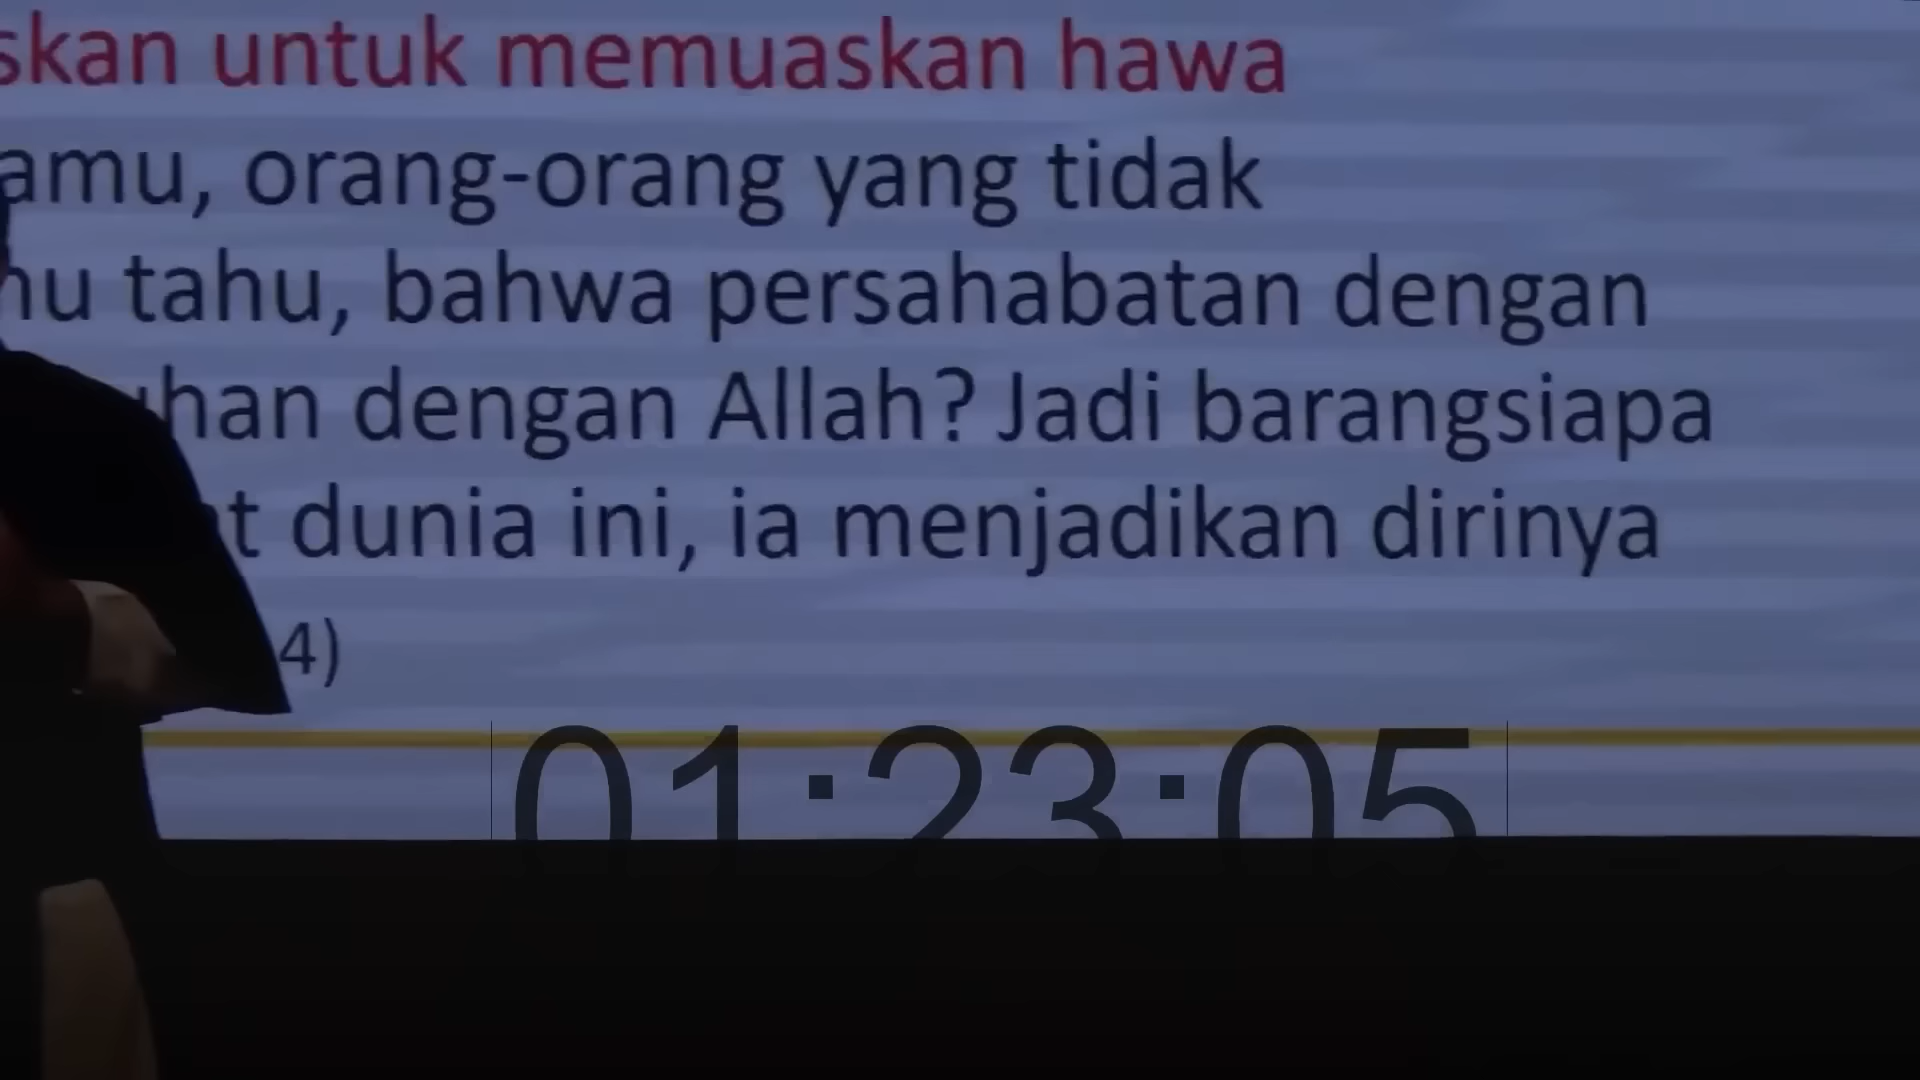 skan untuk memuaskan hawa
amu, orang-orang yang tidak
tahu, bahwa persahabatan dengan
han dengan Allah? Jadi barangsiapa
t dunia ini, ia menjadikan dirinya
4)
01:23:05